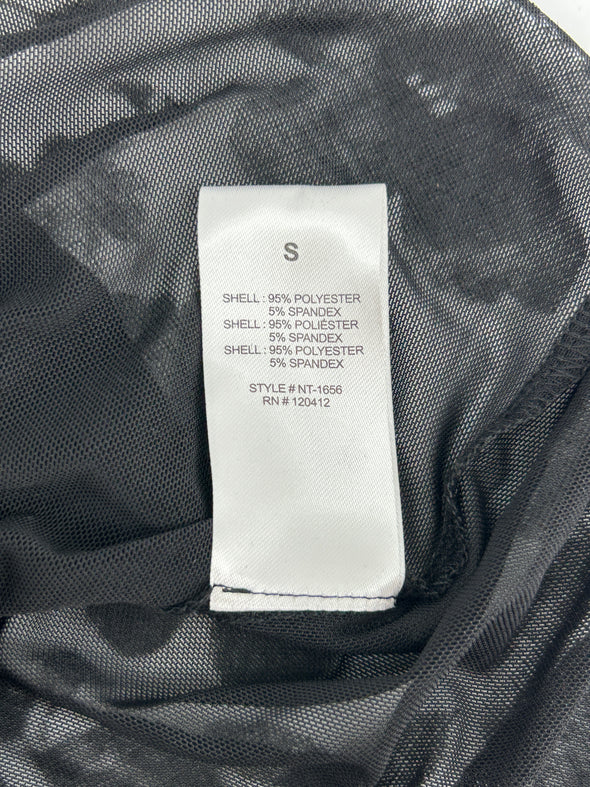 S
SHELL : 95% POLYESTER
5% SPANDEX
SHELL : 95% POLIÉSTER
5% SPANDEX
SHELL : 95% POLYESTER
5% SPANDEX
STYLE # NT-1656
RN # 120412